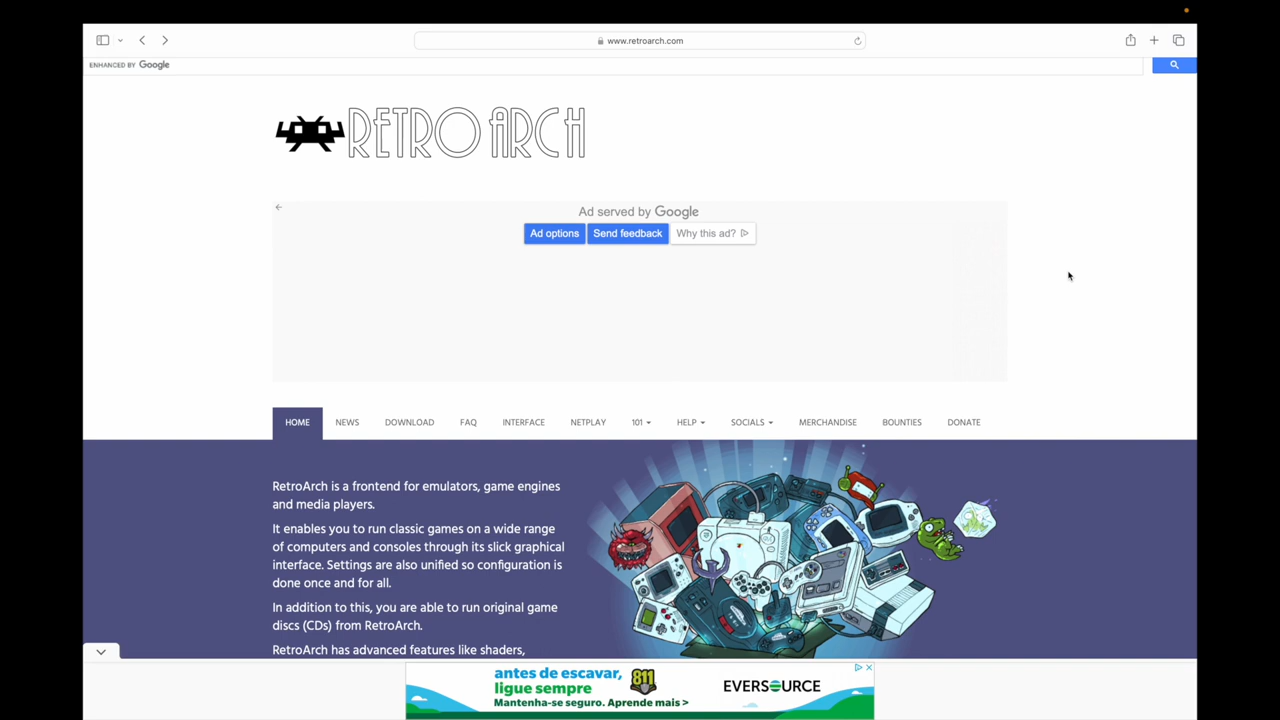 www.retroarch.com
ENHANCED BY Google
RETRO ARCH
Ad served by Google
Ad options Send feedback Why this ad?
HOME NEWS DOWNLOAD FAQ INTERFACE NETPLAY 101 HELP SOCIALS MERCHANDISE BOUNTIES DONATE
RetroArch is a frontend for emulators, game engines
and media players.
It enables you to run classic games on a wide range
of computers and consoles through its slick graphical
interface. Settings are also unified so configuration is
done once and for all.
In addition to this, you are able to run original game
discs (CDs) from RetroArch.
RetroArch has advanced features like shaders,
antes de escavar,
ligue sempre
811
Mantenha-se seguro. Aprende mais >
EVERSOURCE